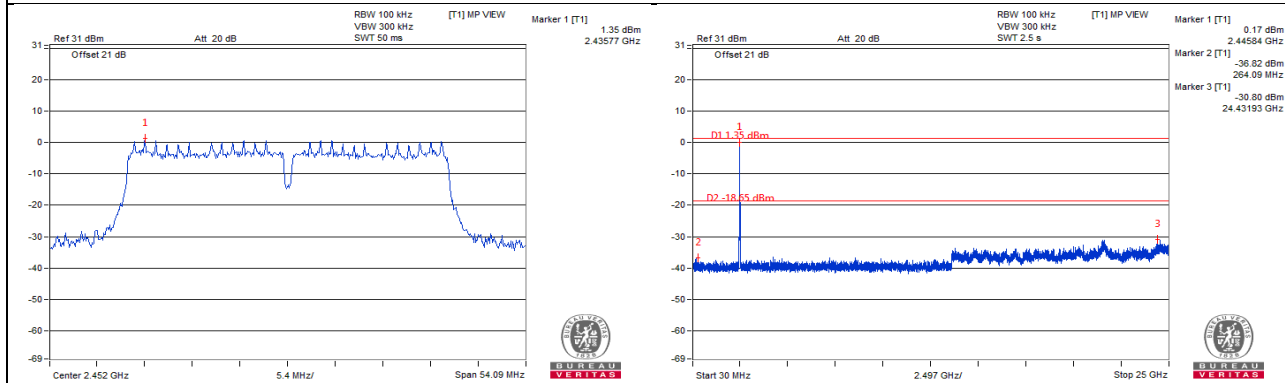 RBW 100 kHz [T1] MP VIEW
VBW 300 kHz
Ref 31 dBm Att 20 dB SWT 50 ms
Marker 1 [T1]
1.35 dBm
2.43577 GHz
31
Offset 21 dB
20
10
1
0
-10
-20
-30
-40
-50
-60
-69
Center 2.452 GHz 5.4 MHz/ Span 54.09 MHz
BUREAU VERITAS
1828
BUREAU
VERITAS
RBW 100 kHz [T1] MP VIEW
VBW 300 kHz
Ref 31 dBm Att 20 dB SWT 2.5 s
Marker 1 [T1]
0.17 dBm
2.44584 GHz
Marker 2 [T1]
-36.82 dBm
264.09 MHz
Marker 3 [T1]
-30.80 dBm
24.43193 GHz
31
Offset 21 dB
20
10
1
D1 1.35 dBm
0
-10
D2 -18.65 dBm
-20
3
2
-30
-40
-50
-60
-69
Start 30 MHz 2.497 GHz/ Stop 25 GHz
BUREAU VERITAS
1828
BUREAU
VERITAS